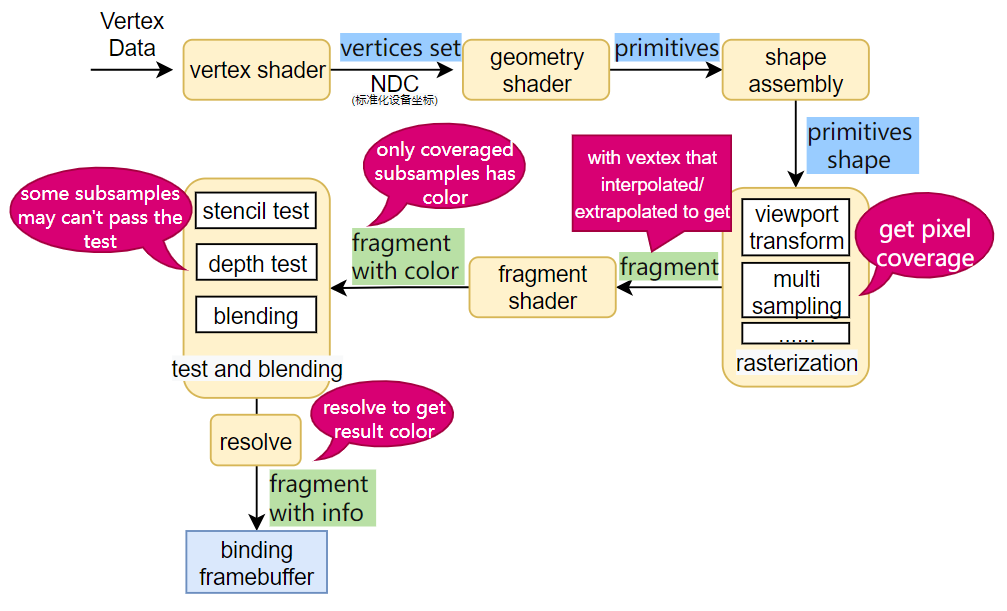 Vertex
Data
vertex shader
vertices set
NDC
(标准化设备坐标)
geometry
shader
primitives
shape
assembly
primitives
shape
viewport
transform
multi
sampling
......
rasterization
get pixel
coverage
fragment
with vextex that
interpolated/
extrapolated to get
fragment
shader
fragment
with color
only coveraged
subsamples has
color
stencil test
depth test
blending
test and blending
some subsamples
may can't pass the
test
resolve
resolve to get
result color
fragment
with info
binding
framebuffer